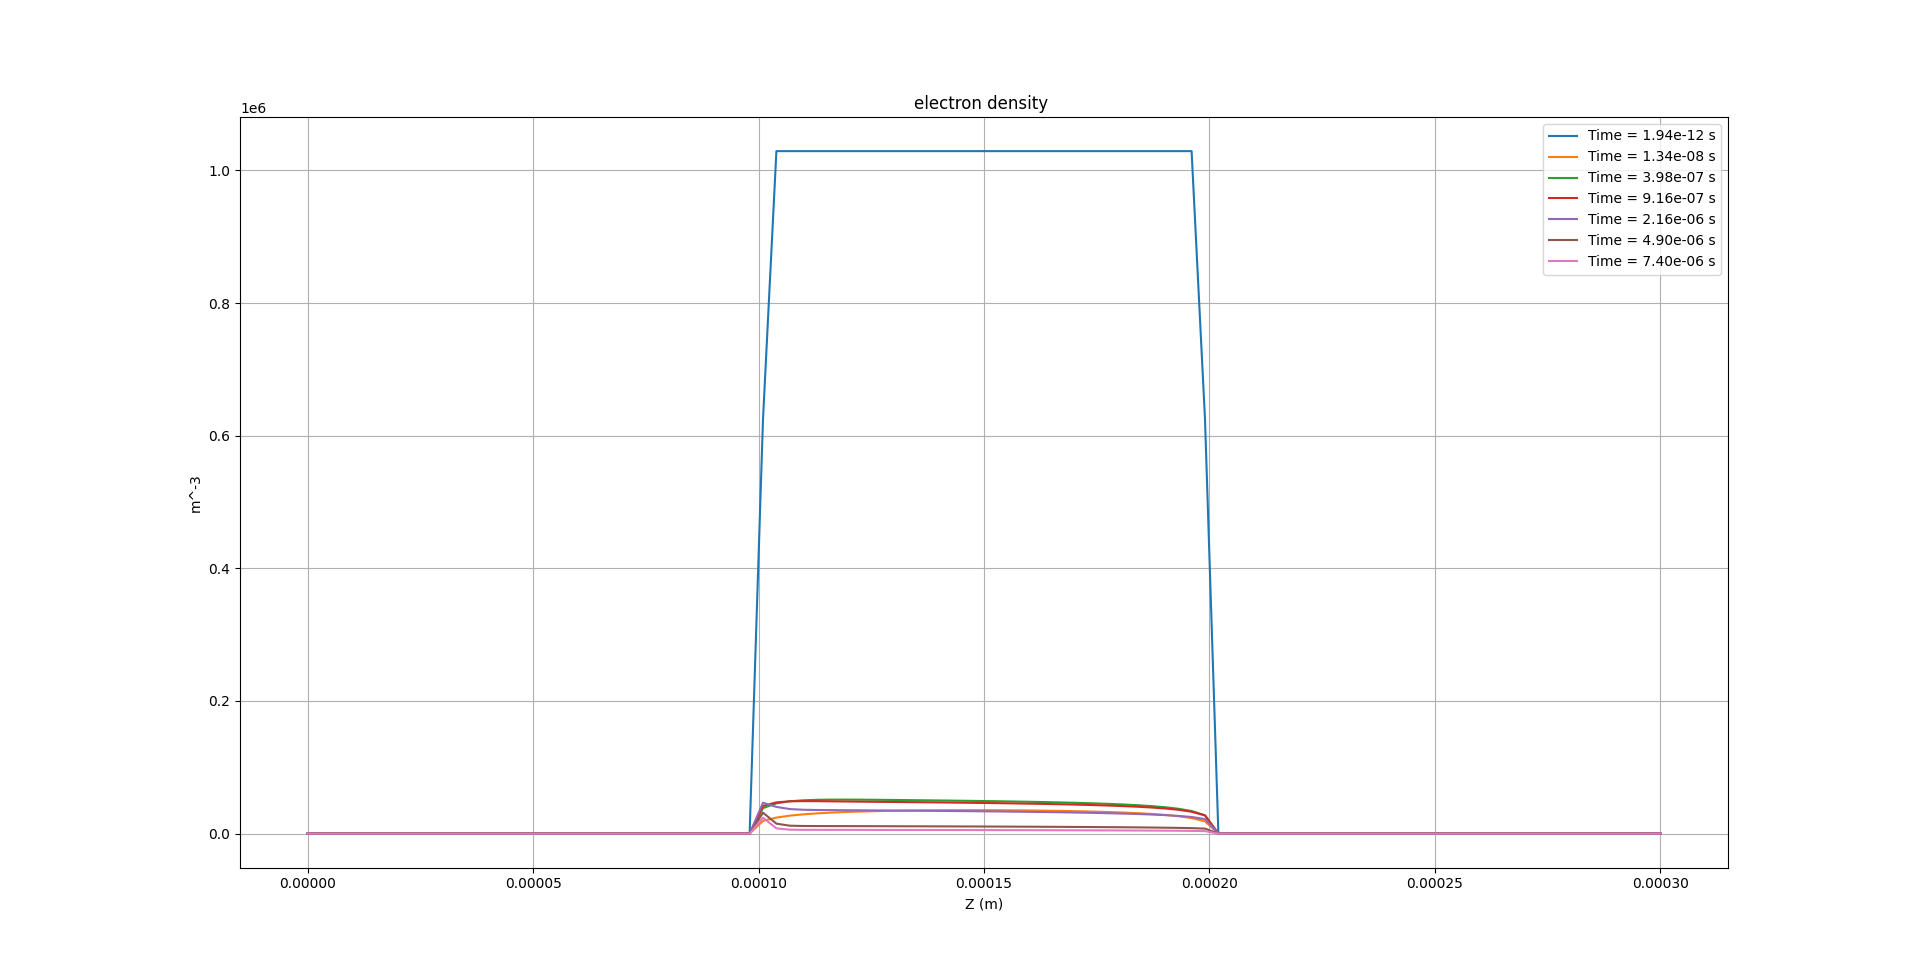 electron density
1e6
1.0
0.8
0.6
0.4
0.2
0.0
m^-3
0.00000 0.00005 0.00010 0.00015 0.00020 0.00025 0.00030
Z (m)
Time = 1.94e-12 s
Time = 1.34e-08 s
Time = 3.98e-07 s
Time = 9.16e-07 s
Time = 2.16e-06 s
Time = 4.90e-06 s
Time = 7.40e-06 s